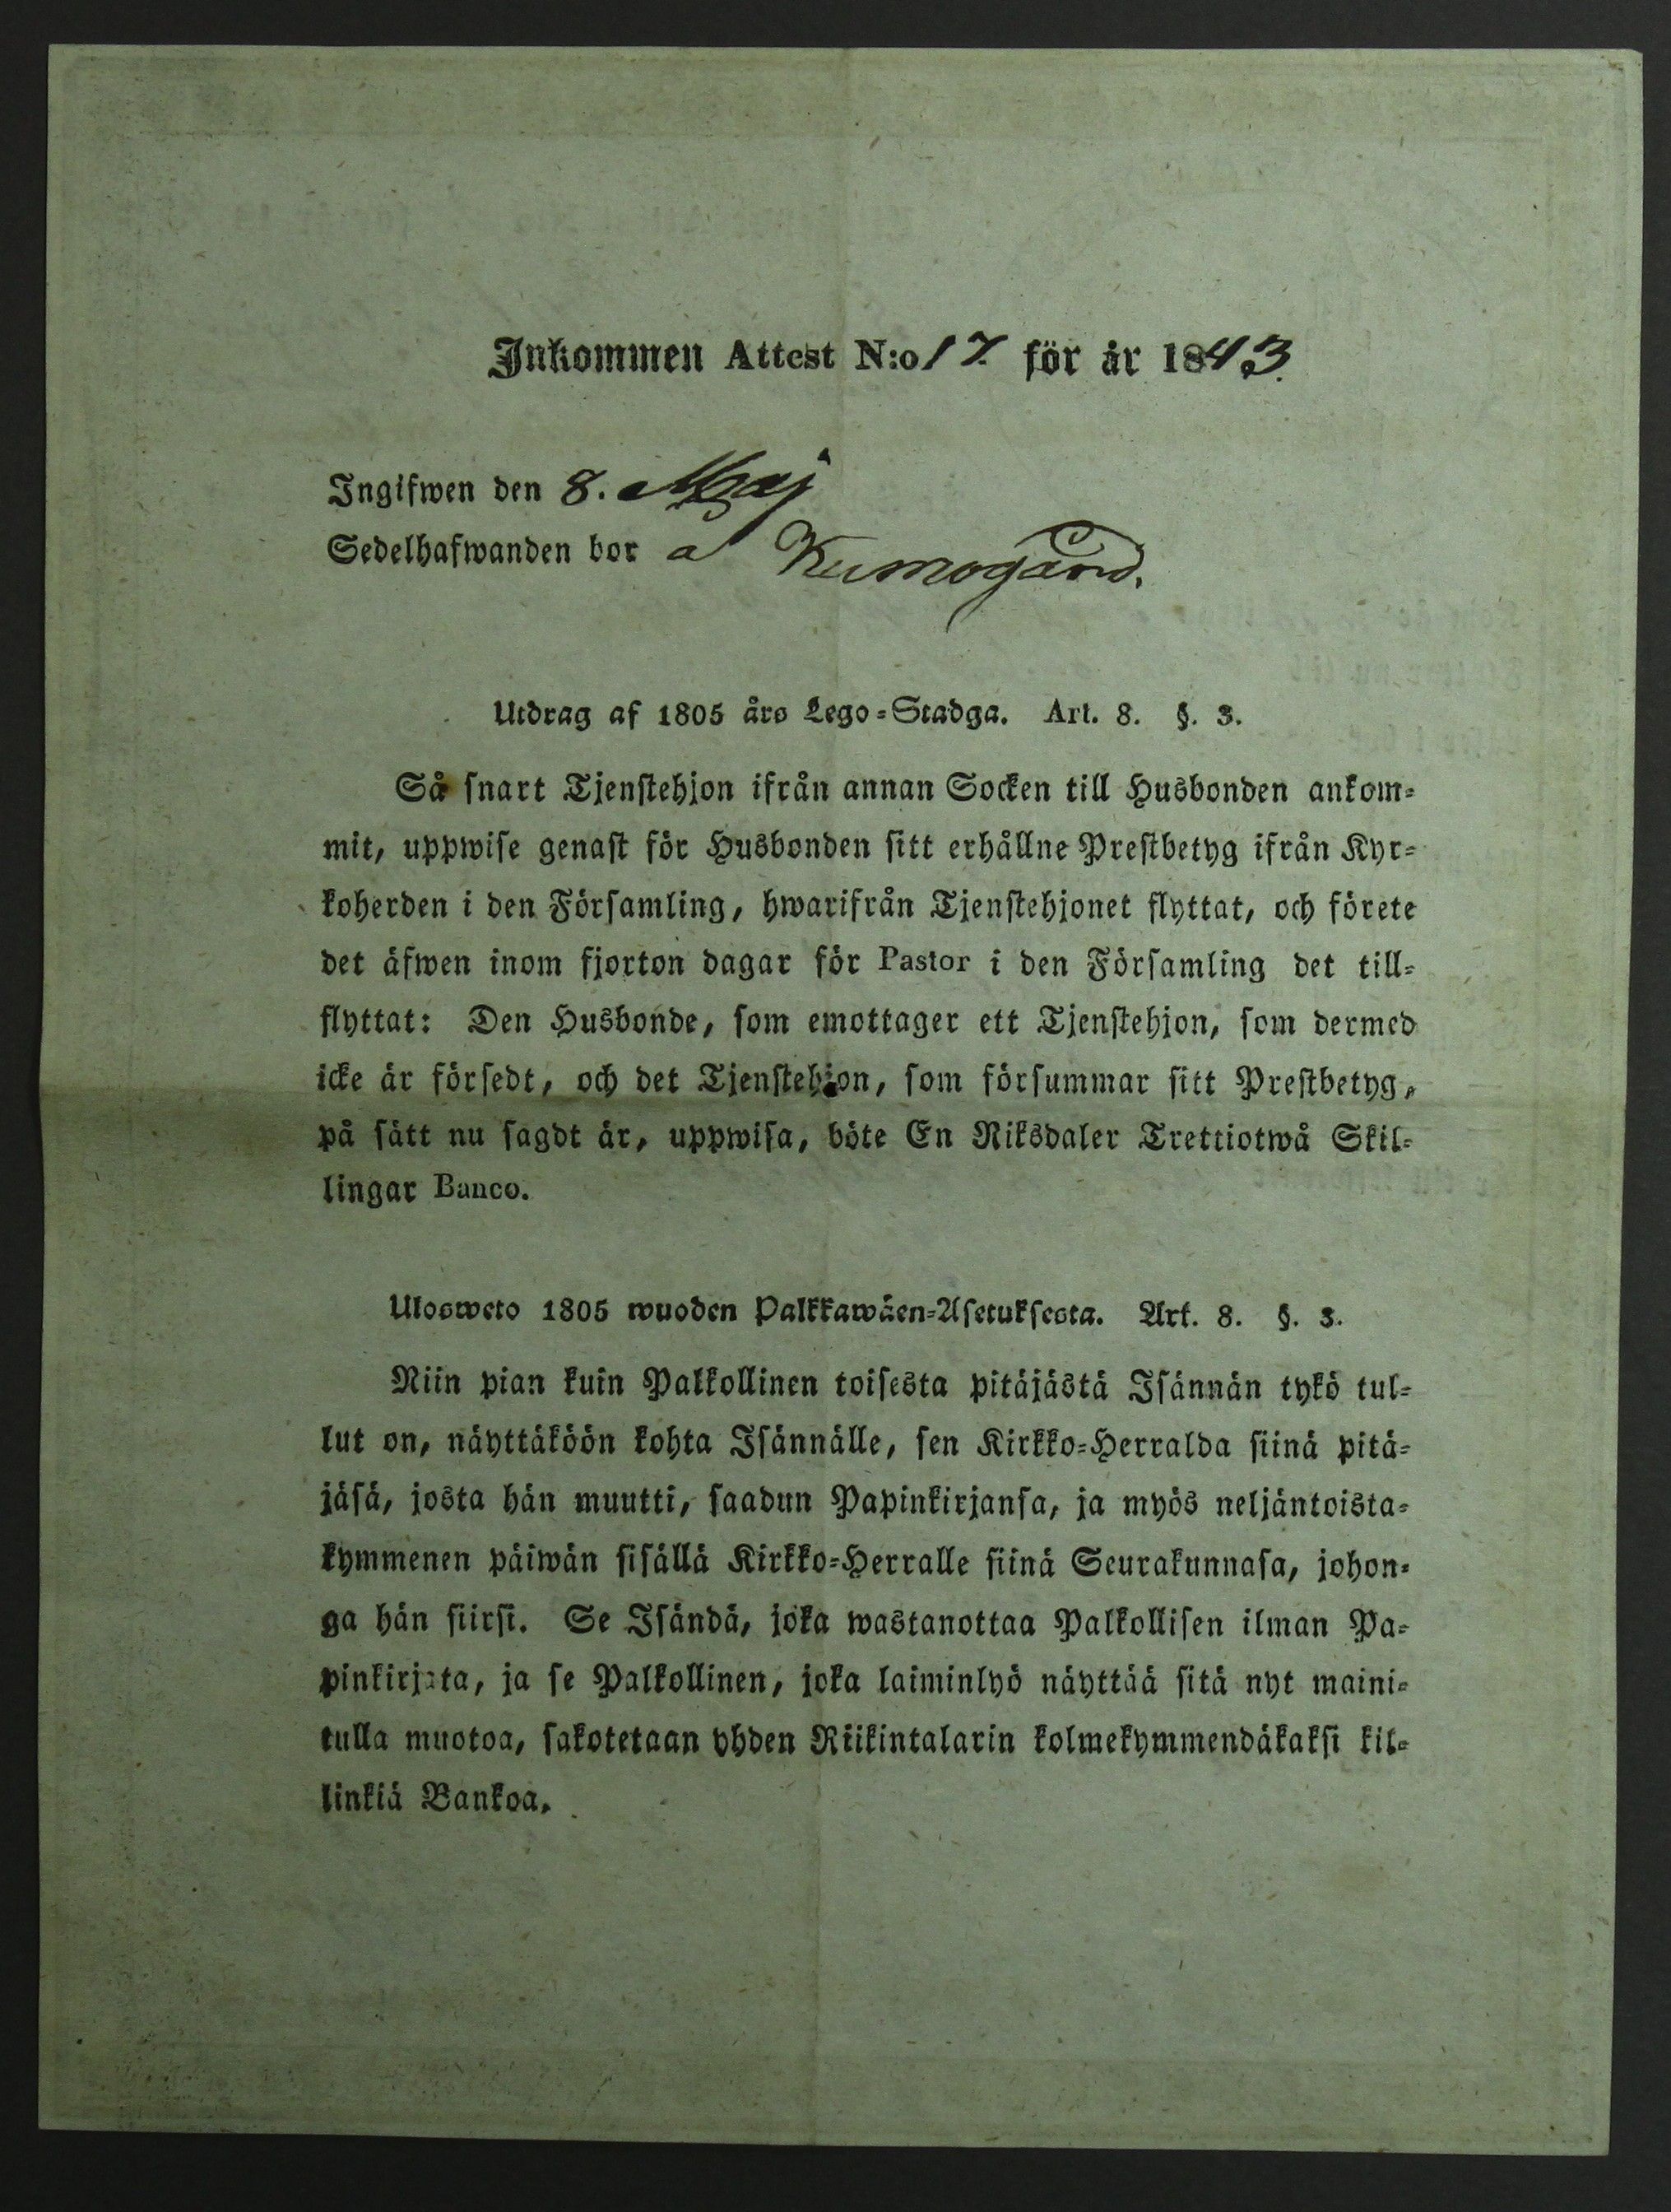 Inkommen Attest N:o 17 för år 1843.
Ingifwen den 8. Maj
Sedelhafwanden bor å Kumogård.
Utdrag af 1805 års Lego-Stadga. Art. 8. §. 3.
Så snart Tjenstehjon ifrån annan Socken till Husbonden ankom-
mit, uppwise genast för Husbonden sitt erhållne Prestbetyg ifrån Kyr-
koherden i den Församling, hwarifrån Tjenstehjonet flyttat, och förete
det äfwen inom fjorton dagar för Pastor i den Församling det till-
flyttat: Den Husbonde, som emottager ett Tjenstehjon, som dermed
icke är försedt, och det Tjenstehjon, som försummar sitt Prestbetyg,
på sätt nu sagdt är, uppwisa, böte En Riksdaler Trettiotwå Skil-
lingar Banco.
Ulosweto 1805 wuoden Palkkawäen-Asetuksesta. Art. 8. §. 3.
Niin pian kuin Palkollinen toisesta pitäjästä Isännän tykö tul-
lut on, näyttäköön kohta Isännälle, sen Kirkko-Herralda siinä pitä-
jäsä, josta hän muutti, saadun Papinkirjansa, ja myös neljäntoista-
kymmenen päiwän sisällä Kirkko-Herralle siinä Seurakunnasa, johon-
ga hän siirsi. Se Isändä, joka wastanottaa Palkollisen ilman Pa-
pinkirjata, ja se Palkollinen, joka laiminlyö näyttää sitä nyt maini-
tulla muotoa, sakotetaan yhden Riikintalarin kolmekymmendäkaksi kil-
linkiä Bankoa.